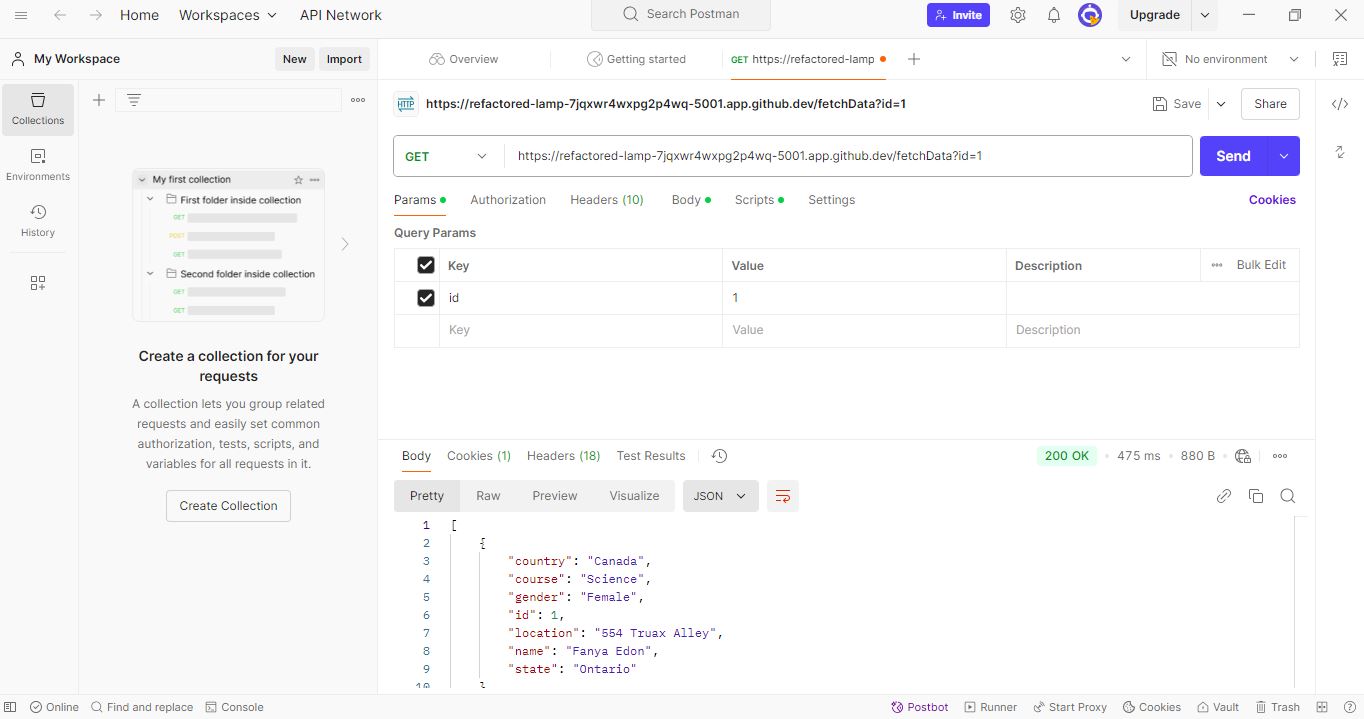 Home Workspaces API Network Search Postman Invite Upgrade
My Workspace New Import Overview Getting started GET https://refactored-lamp No environment
Collections
Environments
History
My first collection
First folder inside collection
GET
POST
GET
Second folder inside collection
GET
GET
Create a collection for your
requests
A collection lets you group related
requests and easily set common
authorization, tests, scripts, and
variables for all requests in it.
Create Collection
HTTP https://refactored-lamp-7jqxwr4wxpg2p4wq-5001.app.github.dev/fetchData?id=1 Save Share
GET https://refactored-lamp-7jqxwr4wxpg2p4wq-5001.app.github.dev/fetchData?id=1 Send
Params Authorization Headers (10) Body Scripts Settings Cookies
Query Params
Key Value Description Bulk Edit
id 1
Key Value Description
Body Cookies (1) Headers (18) Test Results 200 OK 475 ms 880 B
Pretty Raw Preview Visualize JSON
1 [
2 {
3 "country": "Canada",
4 "course": "Science",
5 "gender": "Female",
6 "id": 1,
7 "location": "554 Truax Alley",
8 "name": "Fanya Edon",
9 "state": "Ontario"
10 }
Online Find and replace Console Postbot Runner Start Proxy Cookies Vault Trash